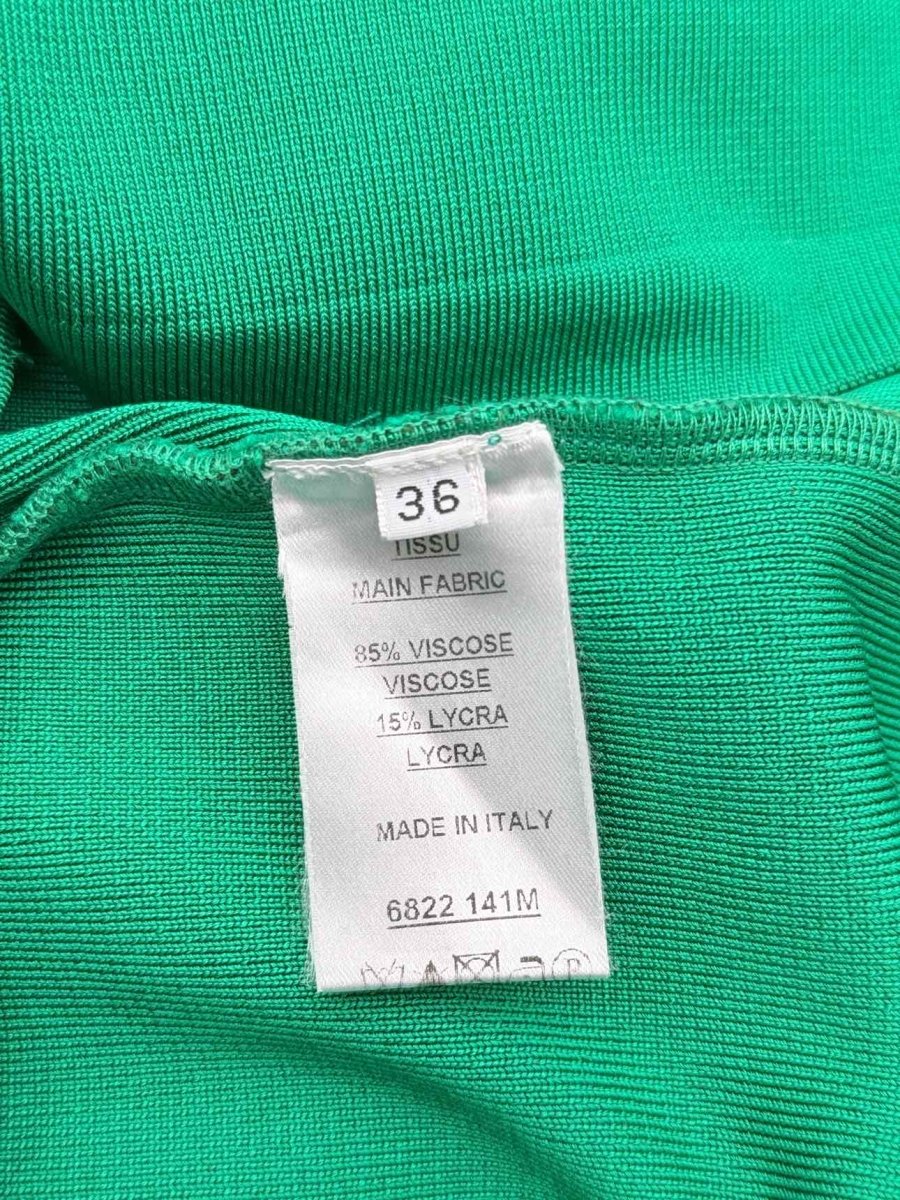 36
TISSU
MAIN FABRIC
85% VISCOSE
VISCOSE
15% LYCRA
LYCRA
MADE IN ITALY
6822 141M